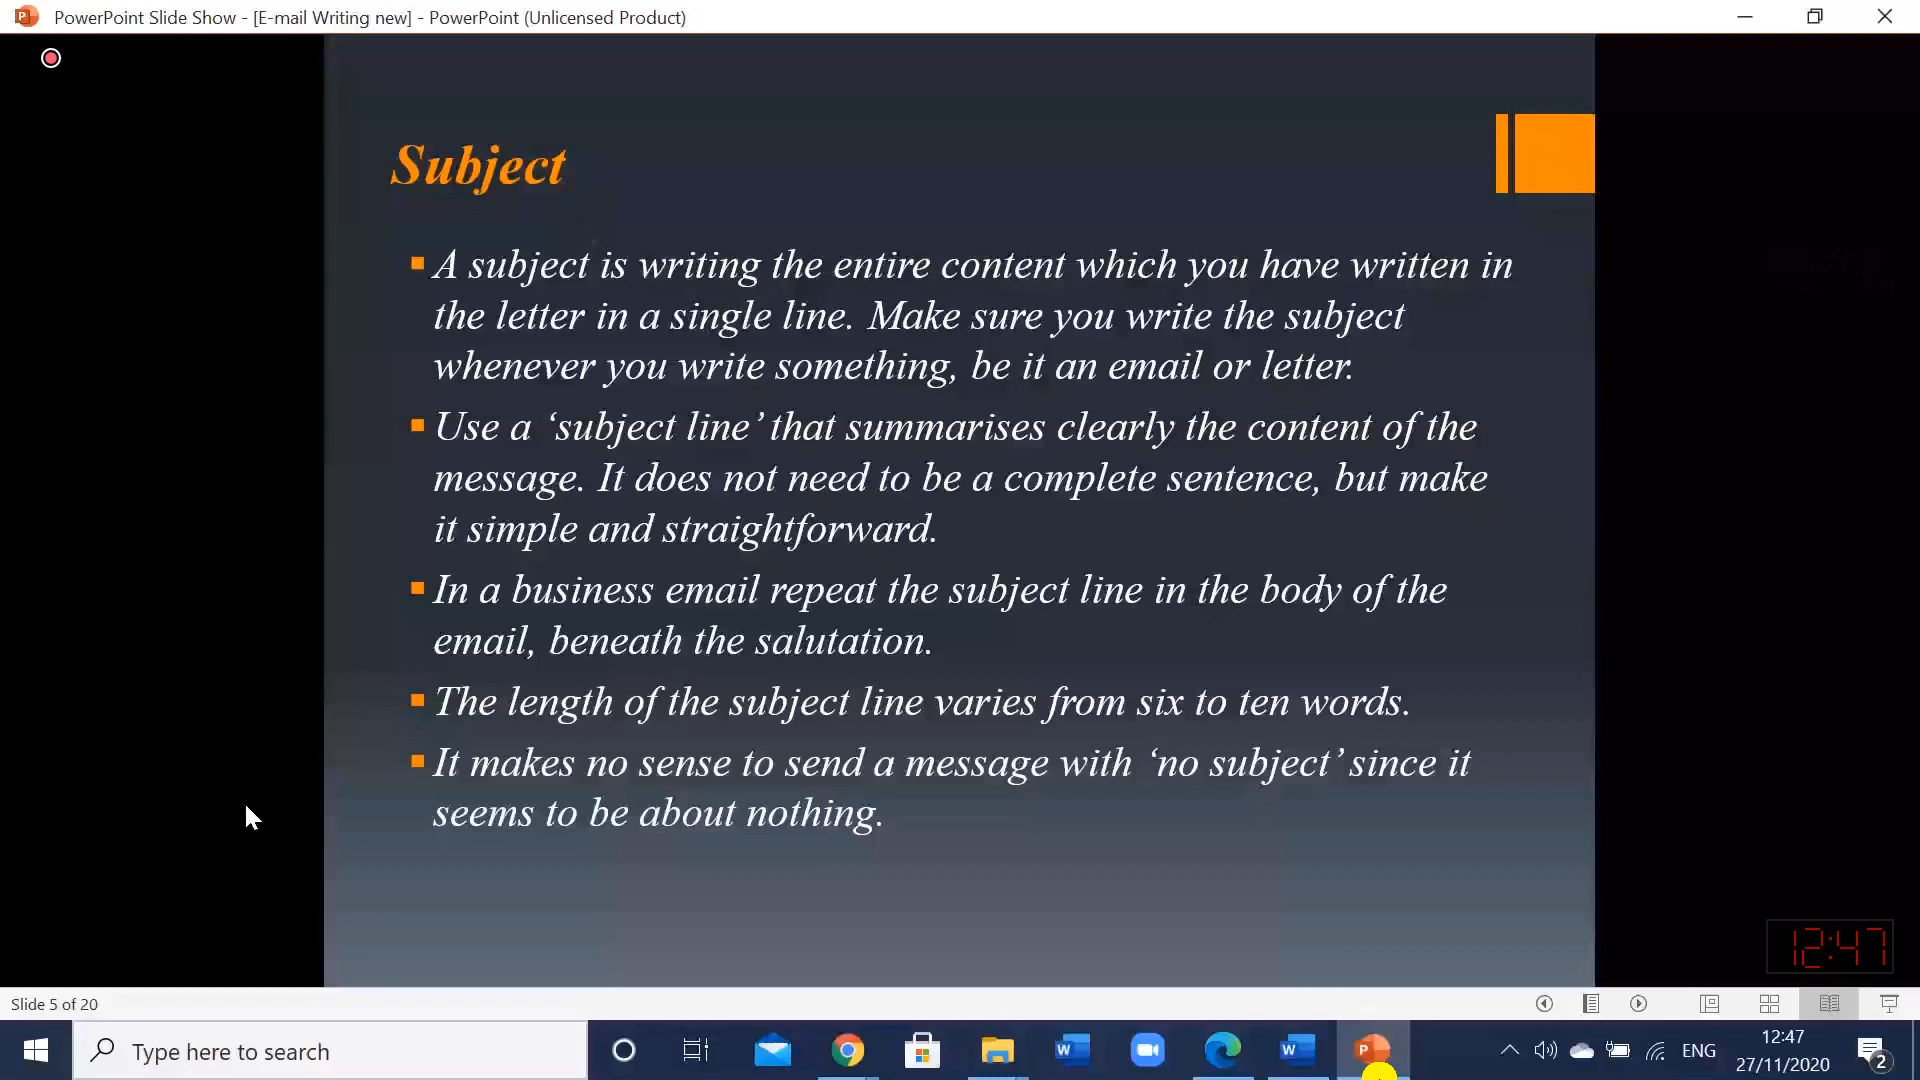 PowerPoint Slide Show - [E-mail Writing new] - PowerPoint (Unlicensed Product)
Subject
A subject is writing the entire content which you have written in
the letter in a single line. Make sure you write the subject
whenever you write something, be it an email or letter.
Use a ‘subject line’ that summarises clearly the content of the
message. It does not need to be a complete sentence, but make
it simple and straightforward.
In a business email repeat the subject line in the body of the
email, beneath the salutation.
The length of the subject line varies from six to ten words.
It makes no sense to send a message with ‘no subject’ since it
seems to be about nothing.
12:47
Slide 5 of 20
Type here to search
ENG
12:47
27/11/2020
2